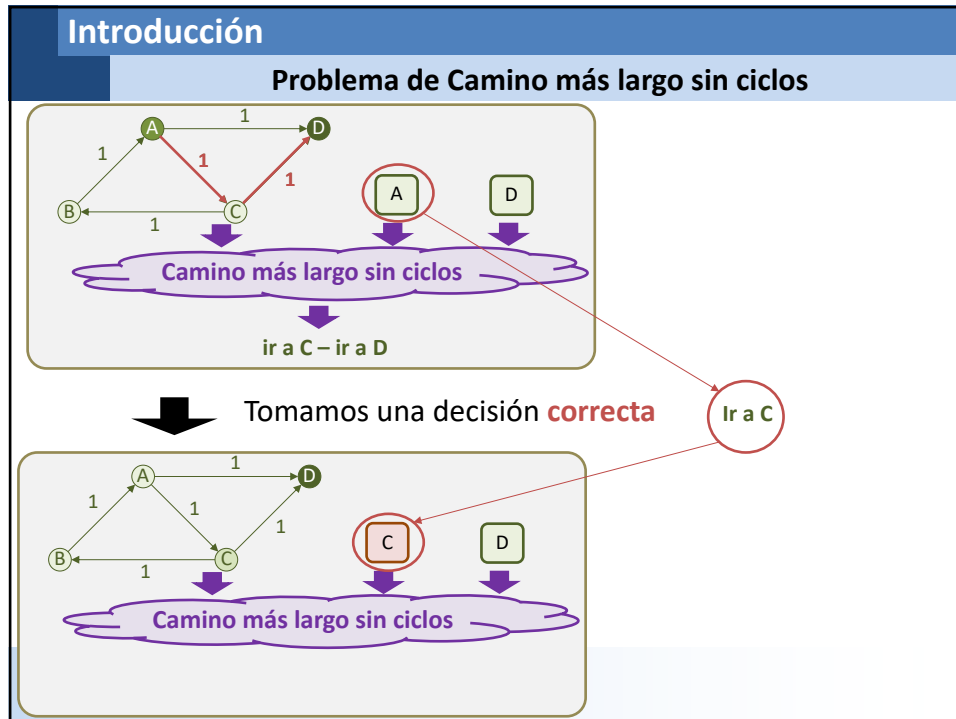 Introducción
Problema de Camino más largo sin ciclos
A 1 D
1 1 1
B 1 C
A D
Camino más largo sin ciclos
ir a C – ir a D
Tomamos una decisión correcta
Ir a C
A 1 D
1 1 1
B 1 C
C D
Camino más largo sin ciclos